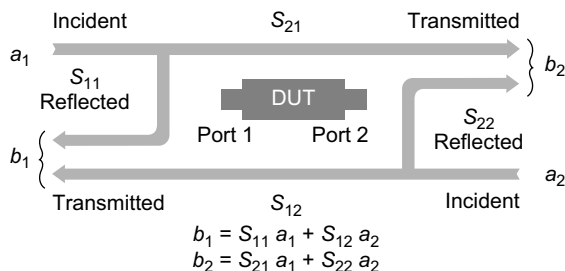 Incident S₂₁ Transmitted
a₁ b₂
S₁₁
Reflected
DUT
S₂₂
Reflected
Port 1 Port 2
b₁
a₂
Transmitted S₁₂ Incident
b₁ = S₁₁ a₁ + S₁₂ a₂
b₂ = S₂₁ a₁ + S₂₂ a₂